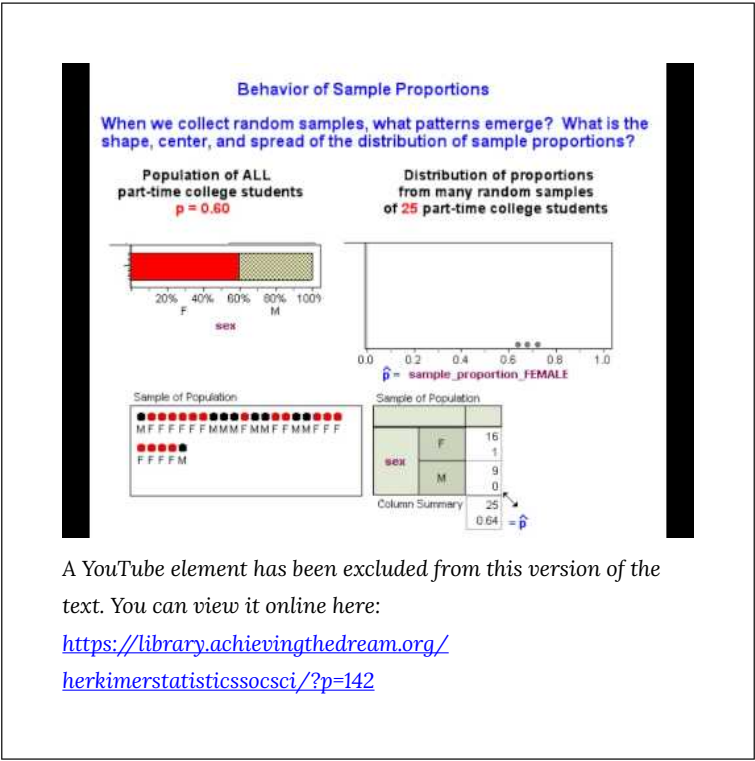 Behavior of Sample Proportions
When we collect random samples, what patterns emerge? What is the
shape, center, and spread of the distribution of sample proportions?
Population of ALL
part-time college students
p = 0.60
20% 40% 60% 80% 100%
F M
sex
Distribution of proportions
from many random samples
of 25 part-time college students
0.0 0.2 0.4 0.6 0.8 1.0
p̂ = sample_proportion_FEMALE
Sample of Population
M F F F F F F M M M F M M F F M M F F F
F F F F M
Sample of Population
sex
F
16
1
M
9
0
Column Summary
25
0.64 = p̂
A YouTube element has been excluded from this version of the
text. You can view it online here:
https://library.achievingthedream.org/
herkimerstatisticssocsci/?p=142